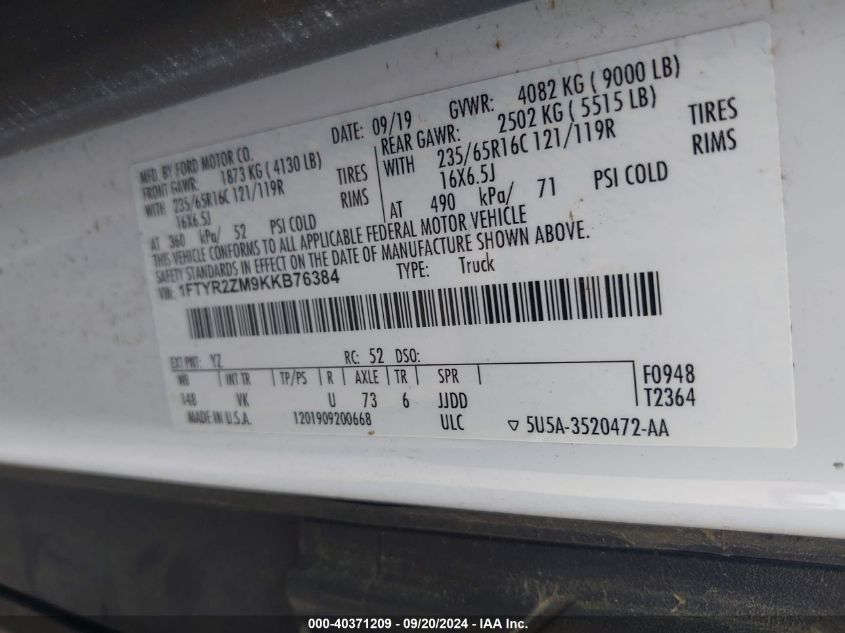 MFD. BY FORD MOTOR CO.
DATE: 09/19
GVWR: 4082 KG ( 9000 LB)
FRONT GAWR: 1873 KG ( 4130 LB)
REAR GAWR: 2502 KG ( 5515 LB)
WITH 235/65R16C 121/119R TIRES
WITH 235/65R16C 121/119R TIRES
16X6.5J RIMS
16X6.5J RIMS
AT 360 kPa/ 52 PSI COLD
AT 490 kPa/ 71 PSI COLD
THIS VEHICLE CONFORMS TO ALL APPLICABLE FEDERAL MOTOR VEHICLE
SAFETY STANDARDS IN EFFECT ON THE DATE OF MANUFACTURE SHOWN ABOVE.
VIN: 1FTYR2ZM9KKB76384
TYPE: Truck
EXT PNT: YZ RC: 52 DSO:
WB INT TR TP/PS R AXLE TR SPR
148 VK U 73 6 JJDD
F0948
T2364
MADE IN U.S.A. 1201909200668 ULC ▽ 5U5A-3520472-AA
000-40371209 - 09/20/2024 - IAA Inc.